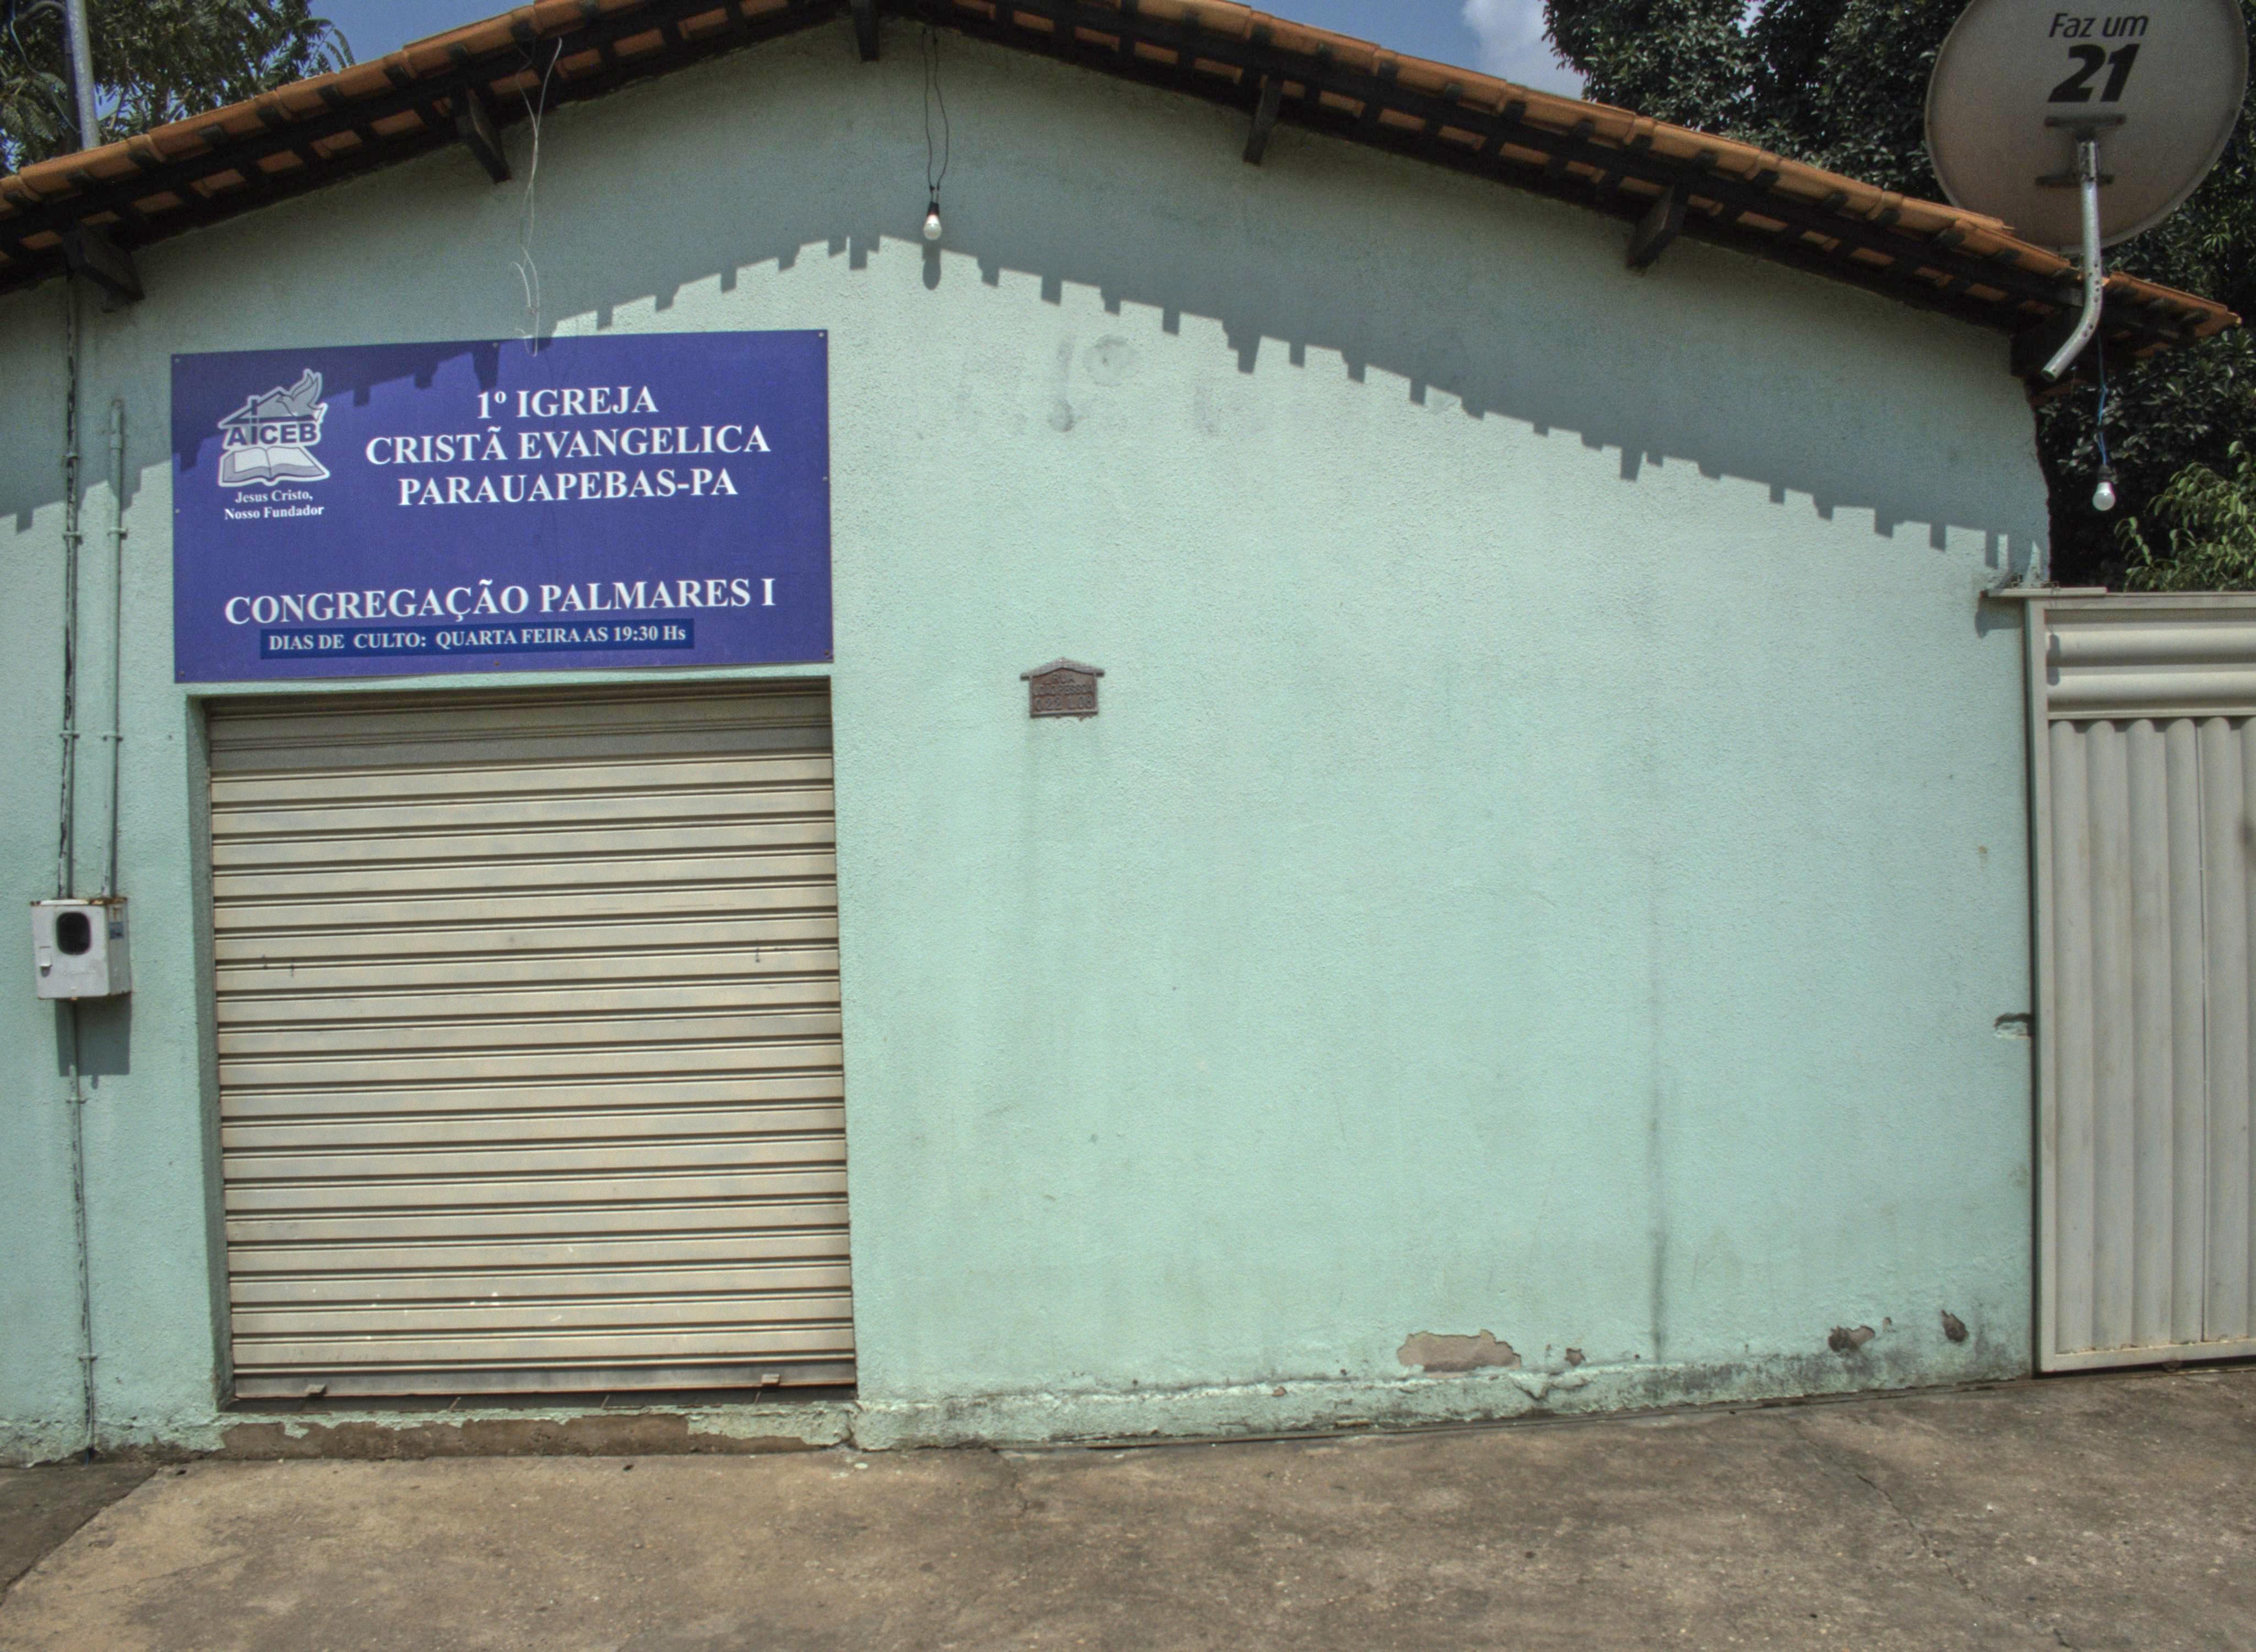 Faz um
21
AICEB
Jesus Cristo,
Nosso Fundador
1º IGREJA
CRISTÃ EVANGELICA
PARAUAPEBAS-PA
CONGREGAÇÃO PALMARES I
DIAS DE CULTO: QUARTA FEIRA AS 19:30 Hs
RUA